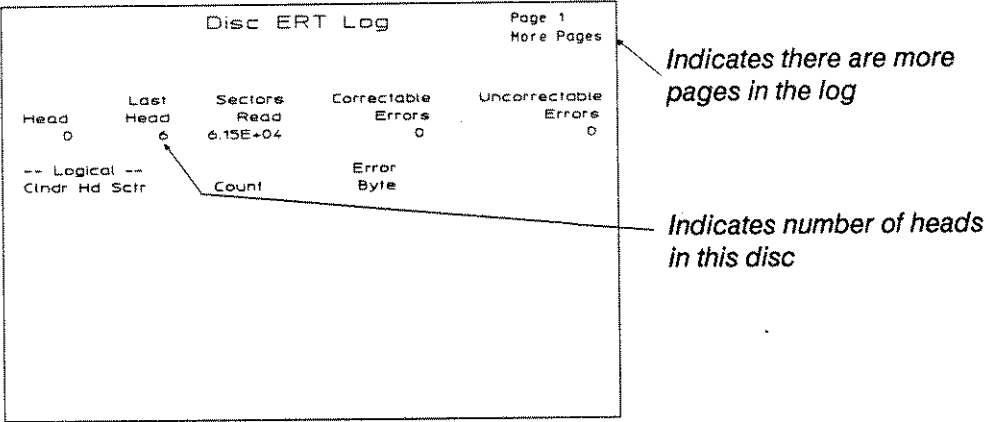 Disc ERT Log
Page 1
More Pages
Indicates there are more
pages in the log
Last Sectors Correctable Uncorrectable
Head Head Read Errors Errors
0 6 6.15E+04 0 0
-- Logical -- Error
Clndr Hd Sctr Count Byte
Indicates number of heads
in this disc